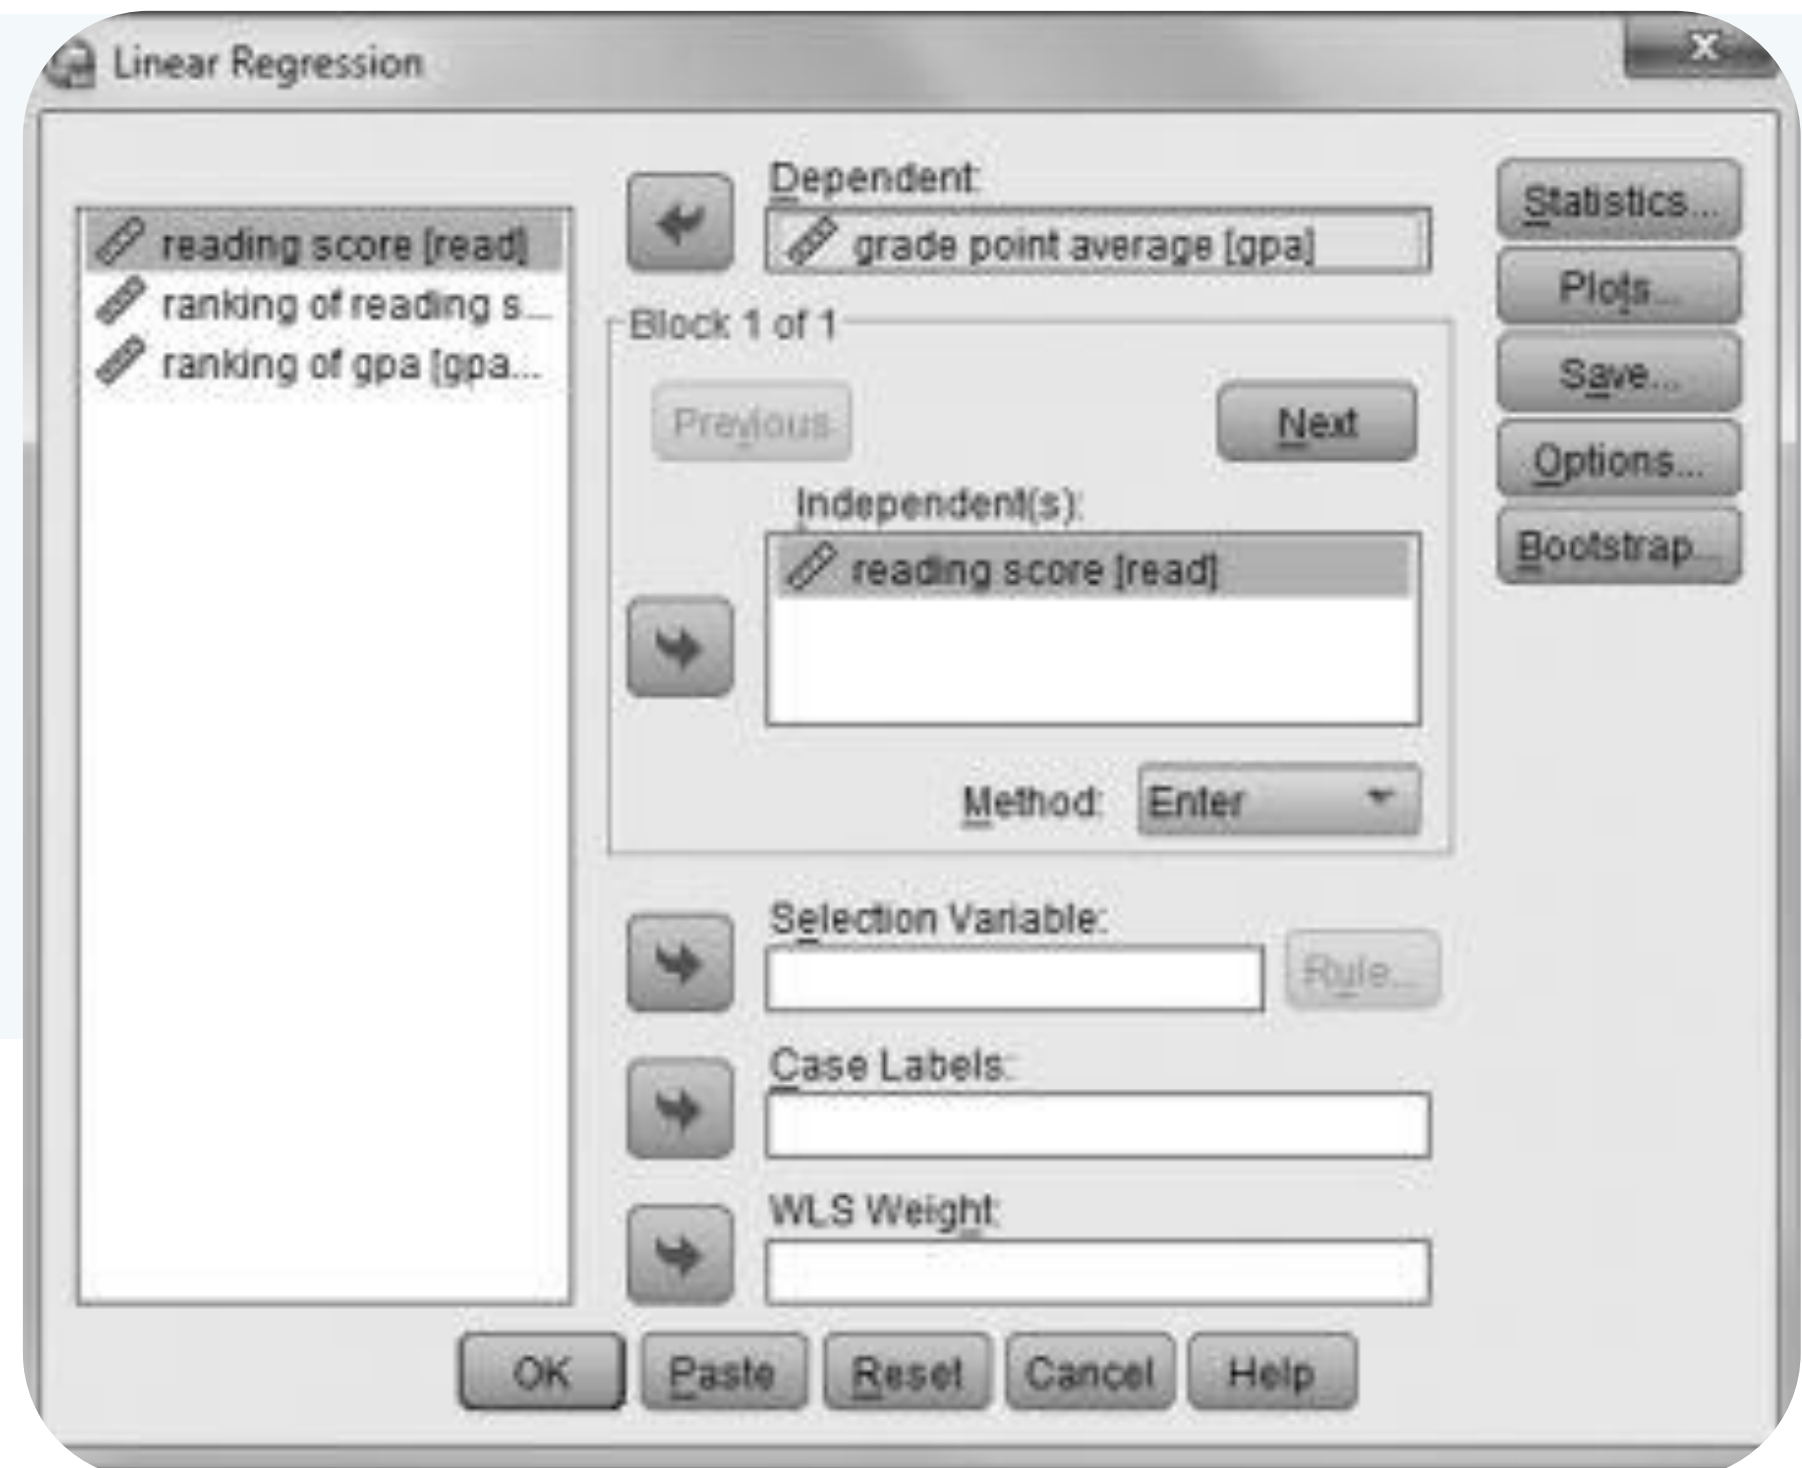 Linear Regression
x
reading score [read]
ranking of reading s...
ranking of gpa [gpa...
Dependent:
grade point average [gpa]
Block 1 of 1
Previous
Next
Independent(s):
reading score [read]
Method:
Enter
Selection Variable:
Rule...
Case Labels:
WLS Weight:
Statistics...
Plots...
Save...
Options...
Bootstrap...
OK
Paste
Reset
Cancel
Help